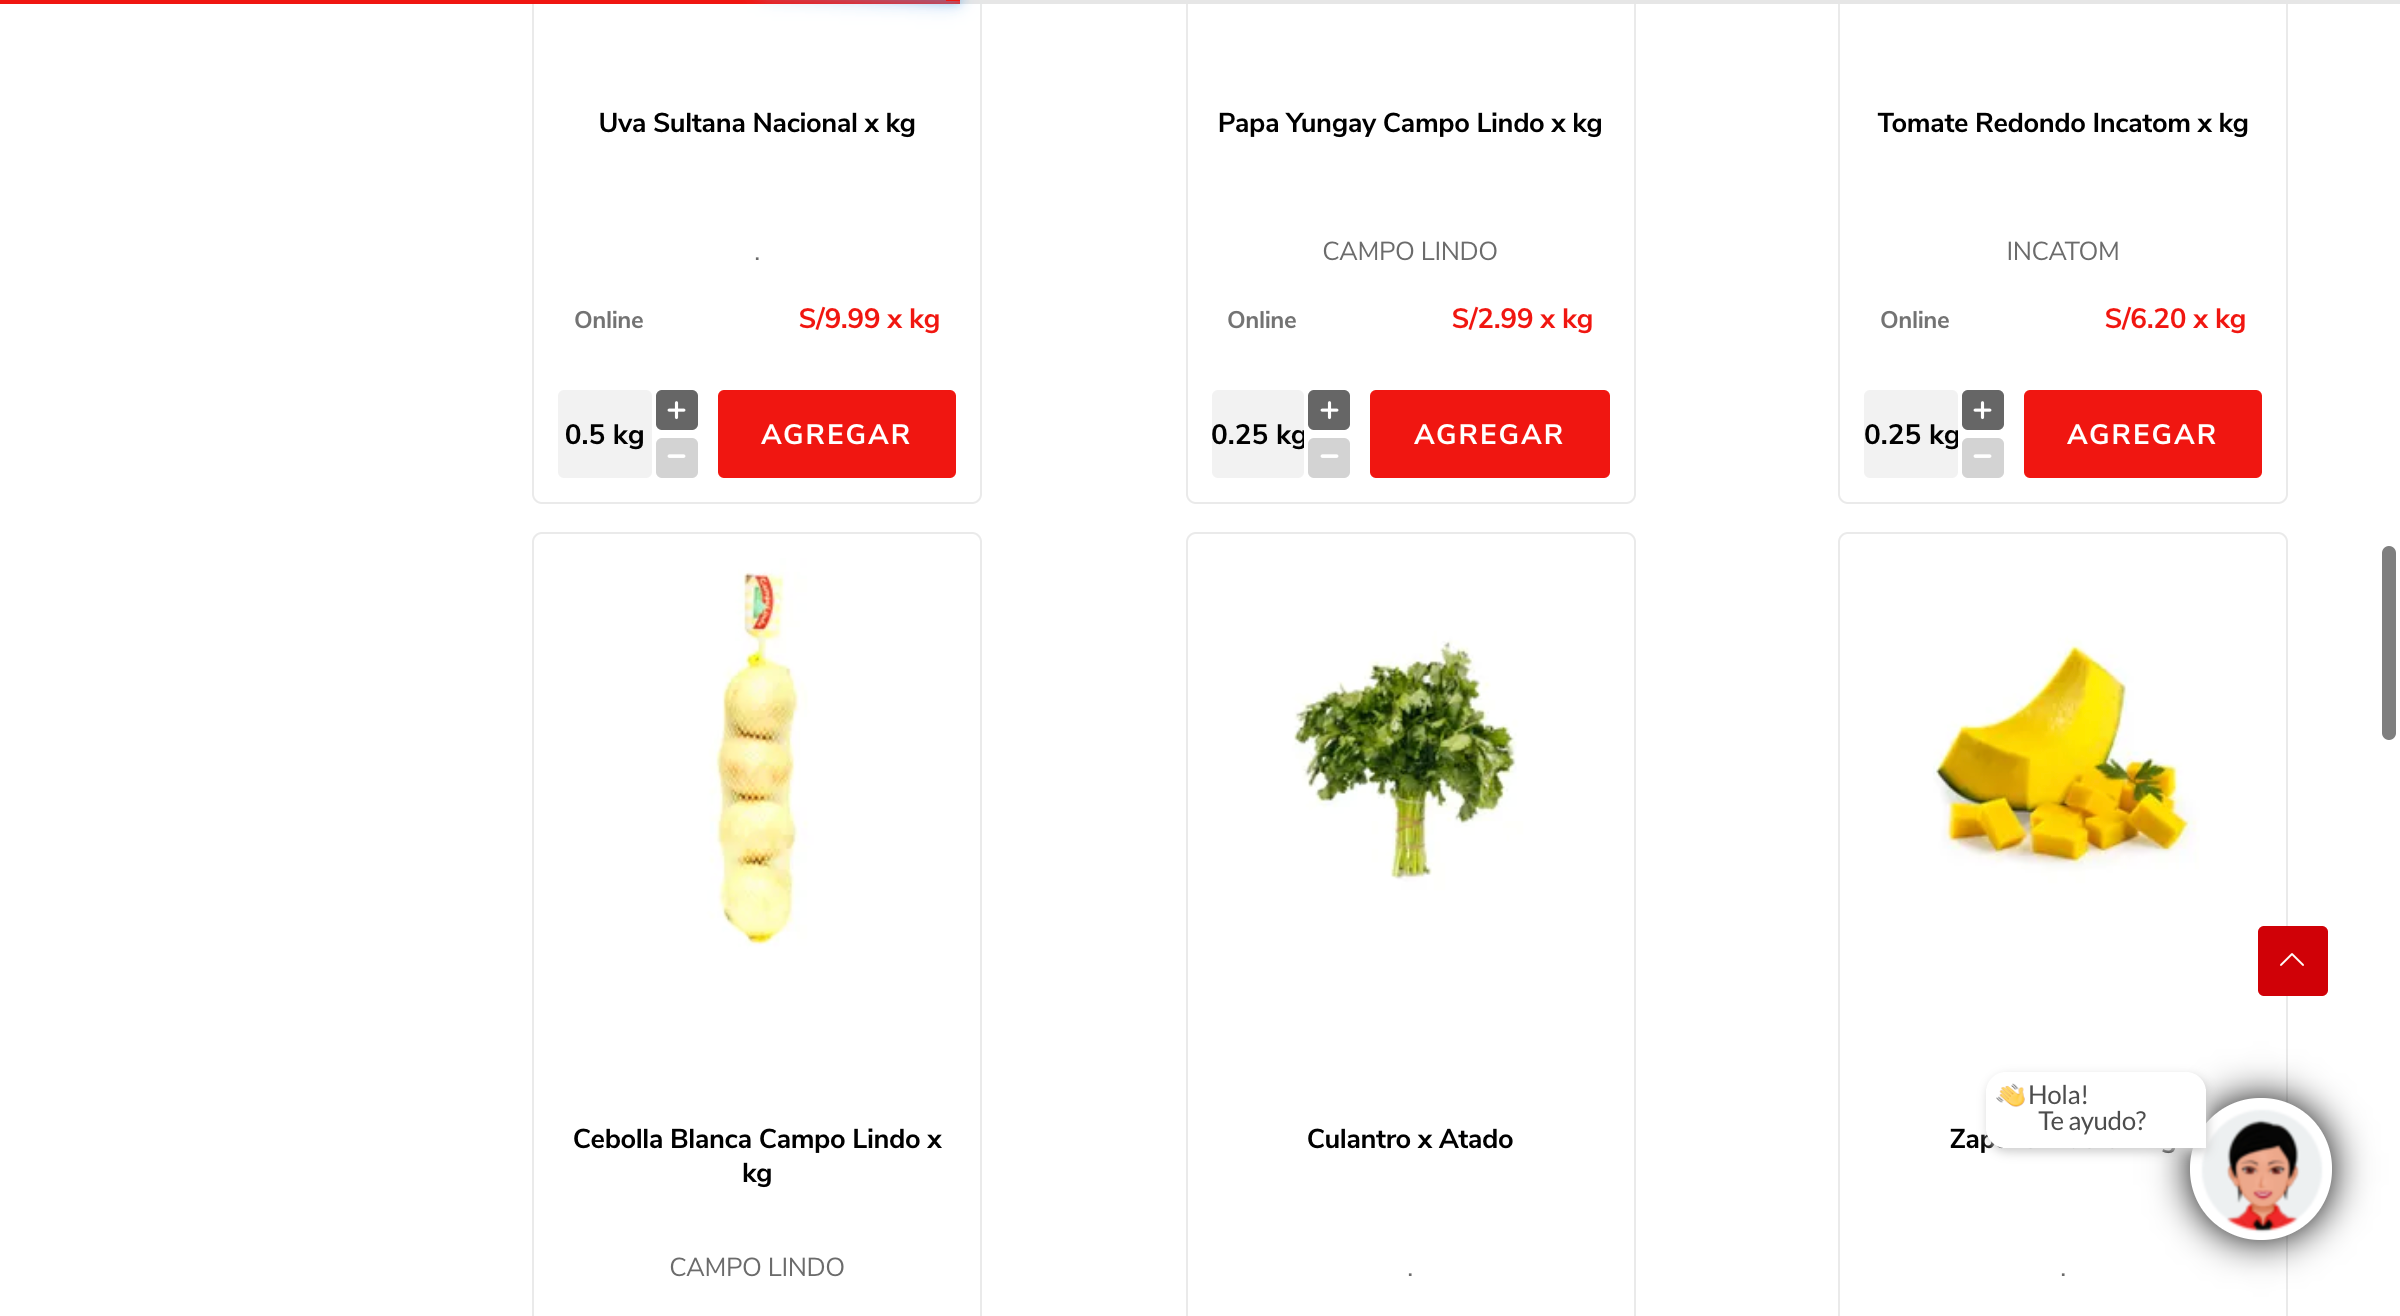 Uva Sultana Nacional x kg
Papa Yungay Campo Lindo x kg
Tomate Redondo Incatom x kg
.
CAMPO LINDO
INCATOM
Online S/9.99 x kg
Online S/2.99 x kg
Online S/6.20 x kg
0.5 kg + − AGREGAR
0.25 kg + − AGREGAR
0.25 kg + − AGREGAR
👋Hola!
Te ayudo?
Cebolla Blanca Campo Lindo x
kg
Culantro x Atado
CAMPO LINDO
.
.